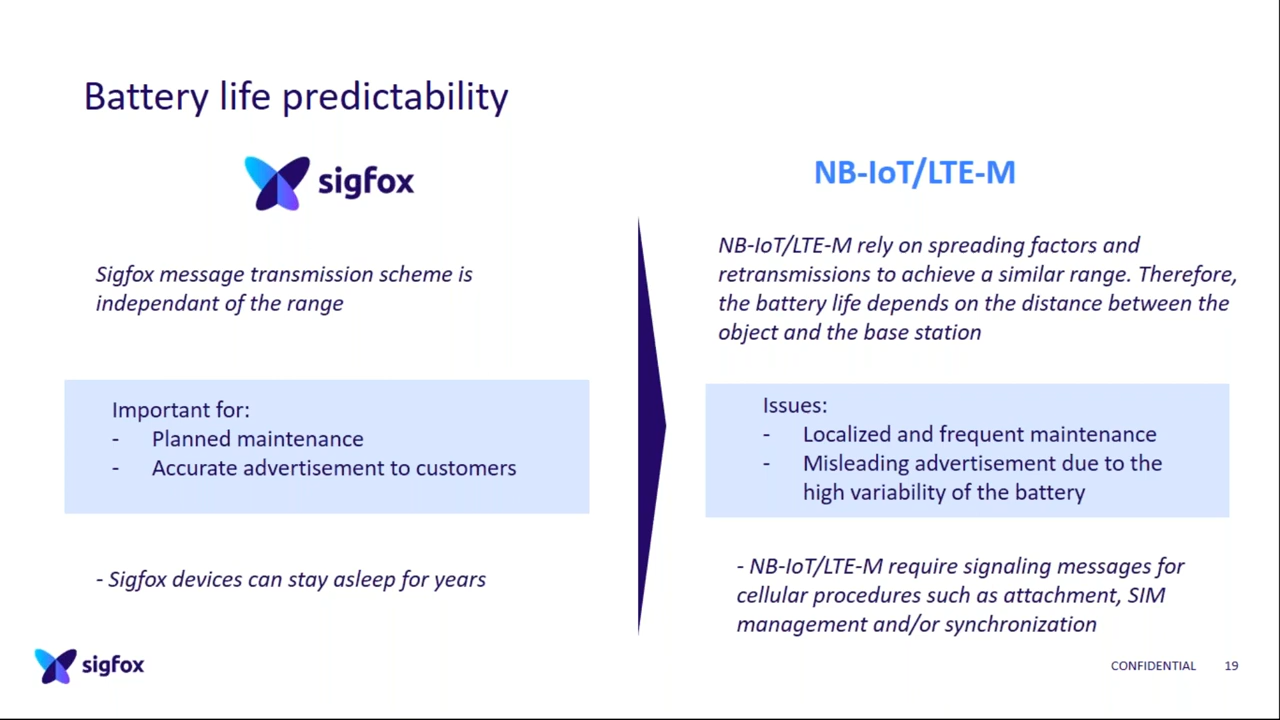 Battery life predictability
sigfox
Sigfox message transmission scheme is
independant of the range
Important for:
- Planned maintenance
- Accurate advertisement to customers
- Sigfox devices can stay asleep for years
NB-IoT/LTE-M
NB-IoT/LTE-M rely on spreading factors and
retransmissions to achieve a similar range. Therefore,
the battery life depends on the distance between the
object and the base station
Issues:
- Localized and frequent maintenance
- Misleading advertisement due to the
high variability of the battery
- NB-IoT/LTE-M require signaling messages for
cellular procedures such as attachment, SIM
management and/or synchronization
sigfox
CONFIDENTIAL 19